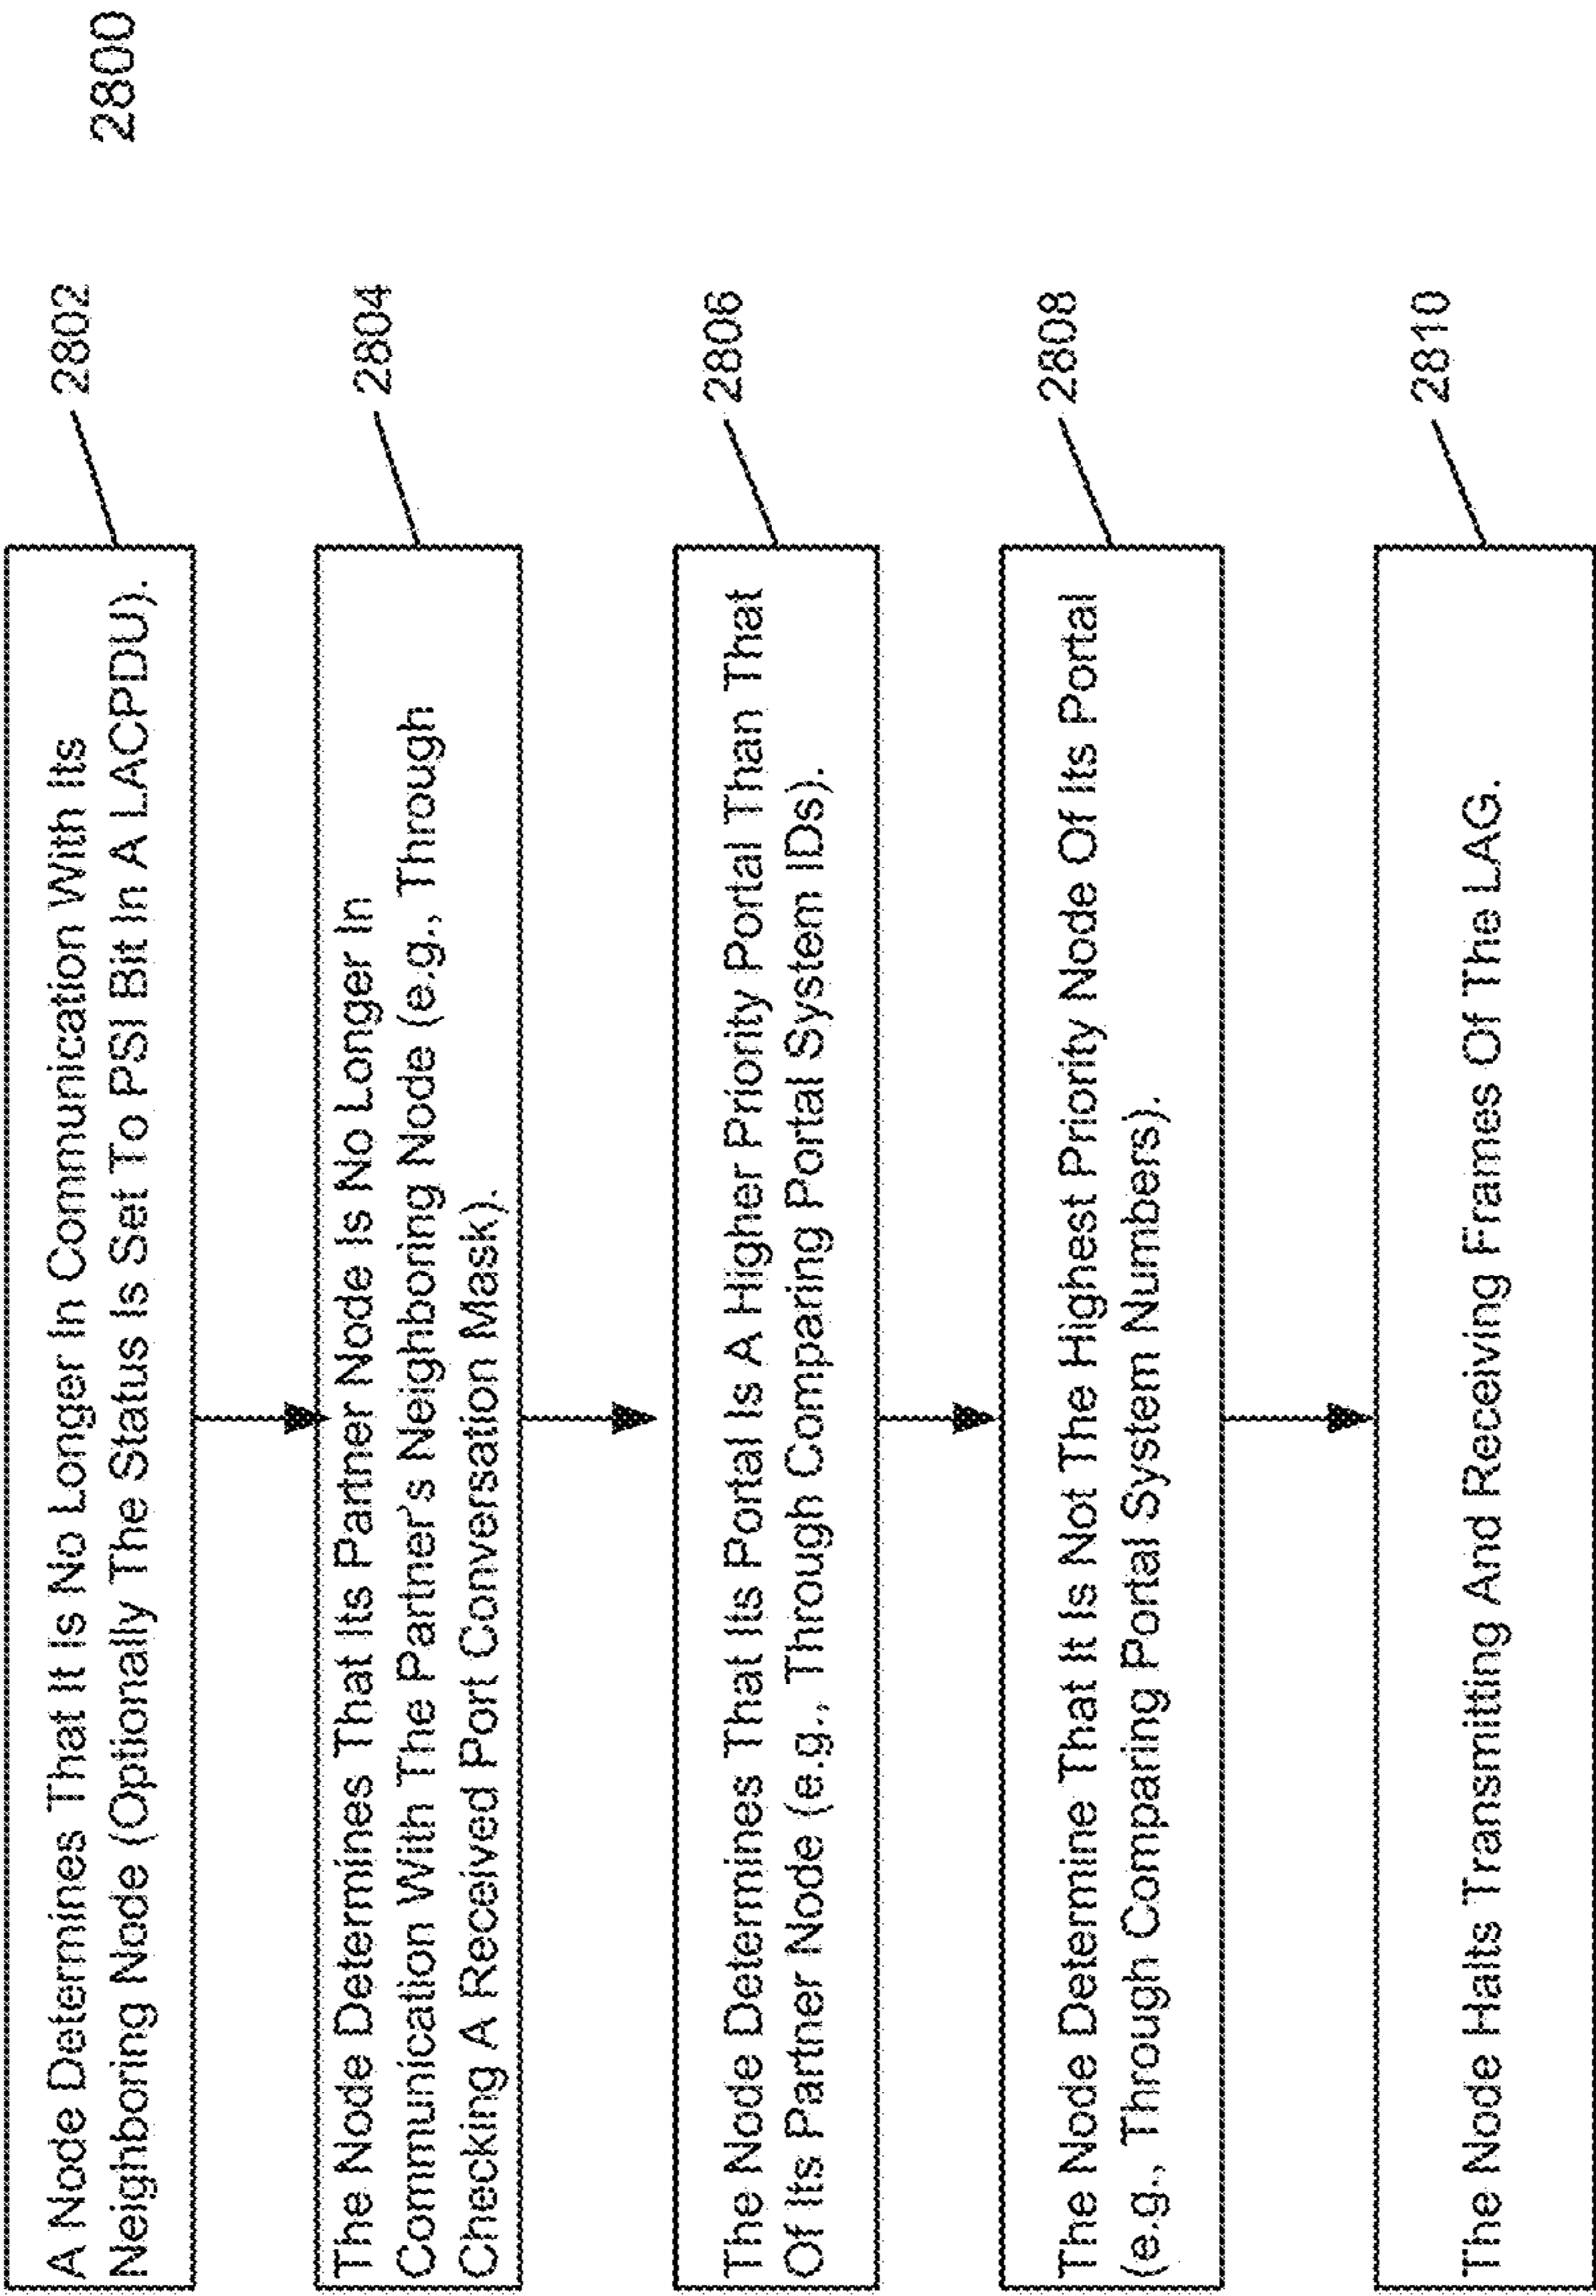 2800
A Node Determines That It Is No Longer In Communication With Its
Neighboring Node (Optionally The Status Is Set To PSI Bit In A LACPDU).
2802
The Node Determines That Its Partner Node Is No Longer In
Communication With The Partner's Neighboring Node (e.g., Through
Checking A Received Port Conversation Mask).
2804
The Node Determines That Its Portal Is A Higher Priority Portal Than That
Of Its Partner Node (e.g., Through Comparing Portal System IDs).
2806
The Node Determine That It Is Not The Highest Priority Node Of Its Portal
(e.g., Through Comparing Portal System Numbers).
2808
The Node Halts Transmitting And Receiving Frames Of The LAG.
2810